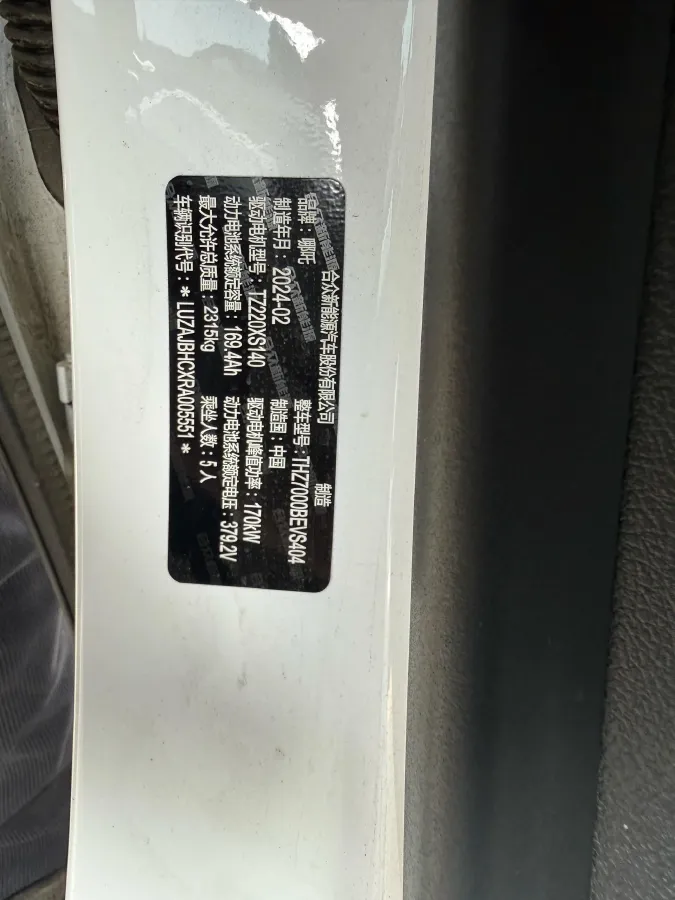 合众新能源汽车股份有限公司 制造
品牌：哪吒 整车型号：THZ7000BEVS404
制造年月：2024-02 制造国：中国
驱动电机型号：TZ220XS140 驱动电机峰值功率：170kW
动力电池系统额定容量：169.4Ah 动力电池系统额定电压：379.2V
最大允许总质量：2315kg 乘坐人数：5人
车辆识别代号：＊LUZAJBHCXRA005551＊